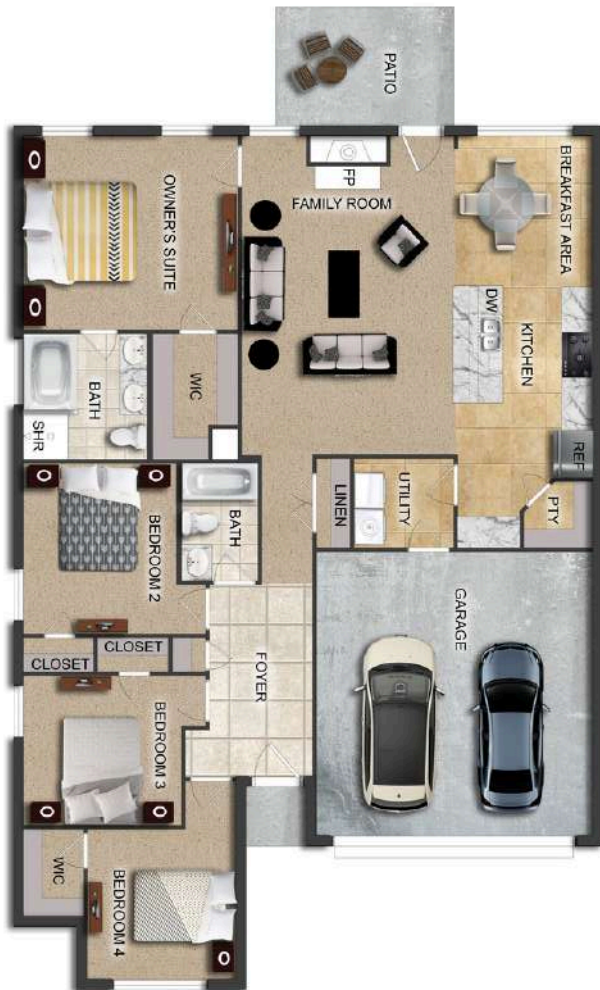 PATIO
BREAKFAST AREA
FP
FAMILY ROOM
OWNER'S SUITE
DW
KITCHEN
BATH
WIC
SHR
REF
UTILITY
LINEN
PTY
BATH
BEDROOM 2
GARAGE
CLOSET
CLOSET
FOYER
BEDROOM 3
WIC
BEDROOM 4